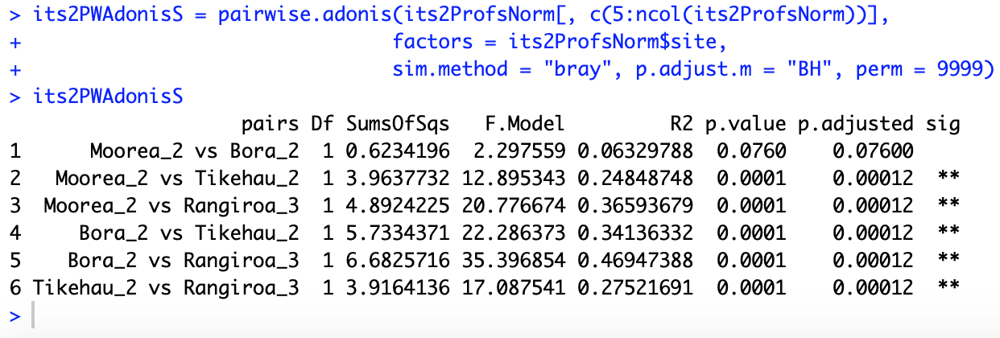 > its2PWAdonisS = pairwise.adonis(its2ProfsNorm[, c(5:ncol(its2ProfsNorm))],
+                               factors = its2ProfsNorm$site,
+                               sim.method = "bray", p.adjust.m = "BH", perm = 9999)
> its2PWAdonisS
                    pairs Df SumsOfSqs   F.Model         R2 p.value p.adjusted sig
1      Moorea_2 vs Bora_2  1 0.6234196  2.297559 0.06329788  0.0760    0.07600
2   Moorea_2 vs Tikehau_2  1 3.9637732 12.895343 0.24848748  0.0001    0.00012  **
3  Moorea_2 vs Rangiroa_3  1 4.8924225 20.776674 0.36593679  0.0001    0.00012  **
4     Bora_2 vs Tikehau_2  1 5.7334371 22.286373 0.34136332  0.0001    0.00012  **
5    Bora_2 vs Rangiroa_3  1 6.6825716 35.396854 0.46947388  0.0001    0.00012  **
6 Tikehau_2 vs Rangiroa_3  1 3.9164136 17.087541 0.27521691  0.0001    0.00012  **
>